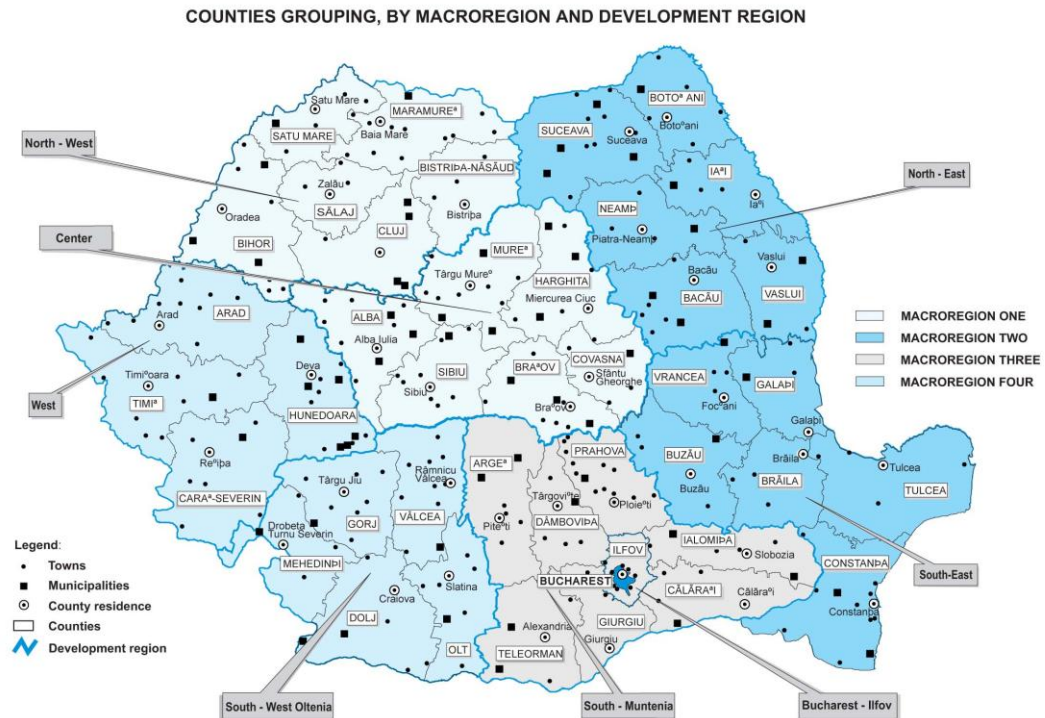 COUNTIES GROUPING, BY MACROREGION AND DEVELOPMENT REGION
Satu Mare
MARAMUREª
BOTOª ANI
Botoºani
SATU MARE
Baia Mare
SUCEAVA
Suceava
North - West
BISTRIÞA-NĂSĂUD
IAªI
North - East
Zalău
SĂLAJ
Iaºi
Oradea
Bistriþa
NEAMÞ
Piatra-Neamþ
CLUJ
Center
BIHOR
MUREª
Vaslui
Târgu Mureº
HARGHITA
Bacău
BACĂU
VASLUI
Miercurea Ciuc
ARAD
ALBA
Arad
Alba Iulia
MACROREGION ONE
MACROREGION TWO
MACROREGION THREE
MACROREGION FOUR
COVASNA
Sfântu
Gheorghe
BRAªOV
SIBIU
Sibiu
Deva
VRANCEA
GALAÞI
Focºani
Timiºoara
TIMIª
West
HUNEDOARA
Braºov
Galaþi
PRAHOVA
BUZĂU
Brăila
BRĂILA
Tulcea
TULCEA
Reºiþa
ARGEª
Râmnicu
Vâlcea
Târgu Jiu
Buzău
CARAª-SEVERIN
Târgoviºte
Ploieºti
VÂLCEA
GORJ
Piteºti
DÂMBOVIÞA
Drobeta
Turnu Severin
IALOMIÞA
Slobozia
ILFOV
MEHEDINÞI
CONSTANÞA
BUCHAREST
South-East
Slatina
CĂLĂRAªI
Călăraºi
Craiova
Constanþa
DOLJ
GIURGIU
Alexandria
OLT
TELEORMAN
Giurgiu
Legend:
Towns
Municipalities
County residence
Counties
Development region
South - West Oltenia
South - Muntenia
Bucharest - Ilfov